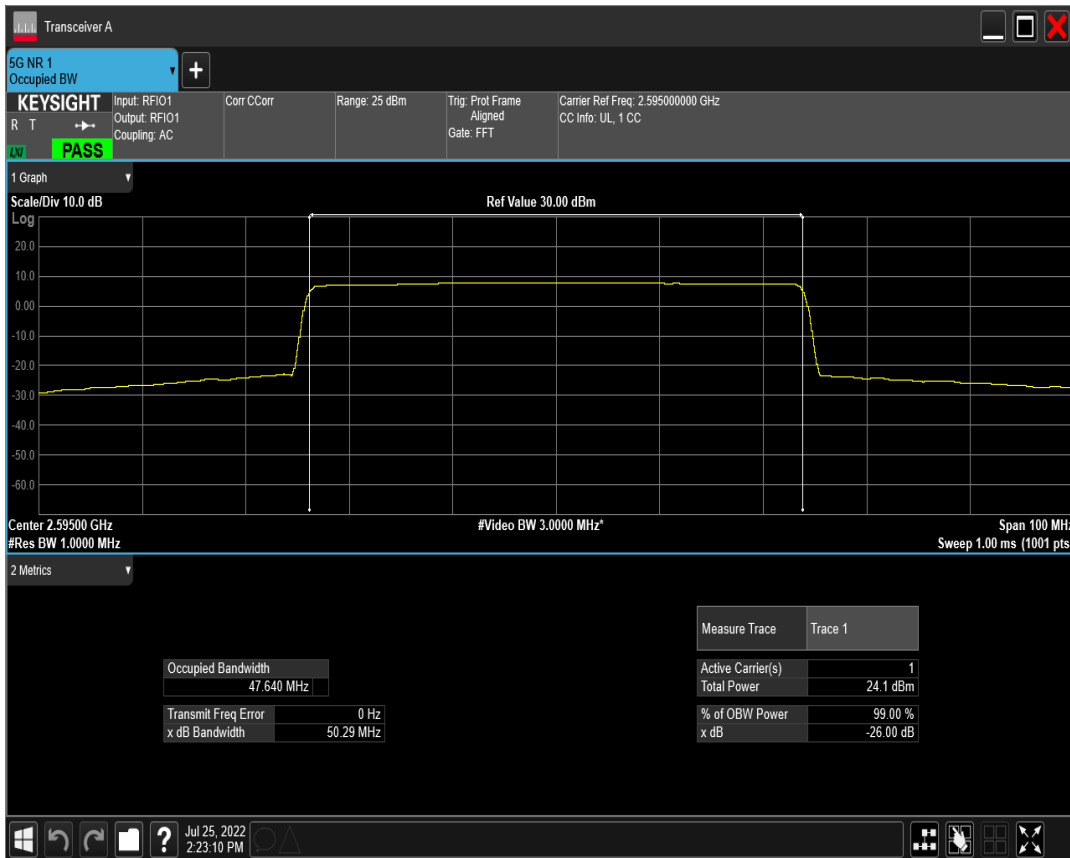 Transceiver A
5G NR 1
Occupied BW
+
KEYSIGHT
R T
LXI
PASS
Input: RFIO1
Output: RFIO1
Coupling: AC
Corr CCorr
Range: 25 dBm
Trig: Prot Frame
Aligned
Gate: FFT
Carrier Ref Freq: 2.595000000 GHz
CC Info: UL, 1 CC
1 Graph
Scale/Div 10.0 dB
Ref Value 30.00 dBm
Log
20.0
10.0
0.00
-10.0
-20.0
-30.0
-40.0
-50.0
-60.0
Center 2.59500 GHz
#Video BW 3.0000 MHz*
Span 100 MHz
#Res BW 1.0000 MHz
Sweep 1.00 ms (1001 pts
2 Metrics
Measure Trace Trace 1
Occupied Bandwidth
47.640 MHz
Active Carrier(s) 1
Total Power 24.1 dBm
Transmit Freq Error 0 Hz
x dB Bandwidth 50.29 MHz
% of OBW Power 99.00 %
x dB -26.00 dB
?
Jul 25, 2022
2:23:10 PM